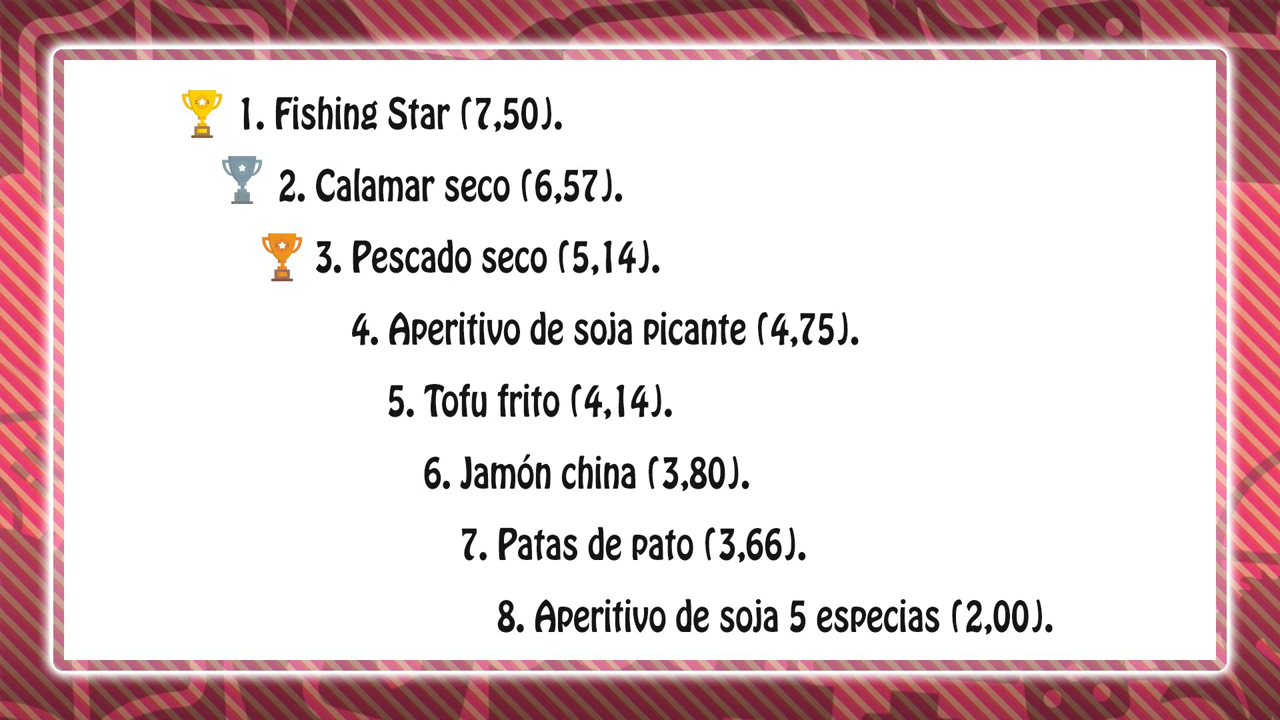 1. Fishing Star (7,50).
2. Calamar seco (6,57).
3. Pescado seco (5,14).
4. Aperitivo de soja picante (4,75).
5. Tofu frito (4,14).
6. Jamón china (3,80).
7. Patas de pato (3,66).
8. Aperitivo de soja 5 especias (2,00).